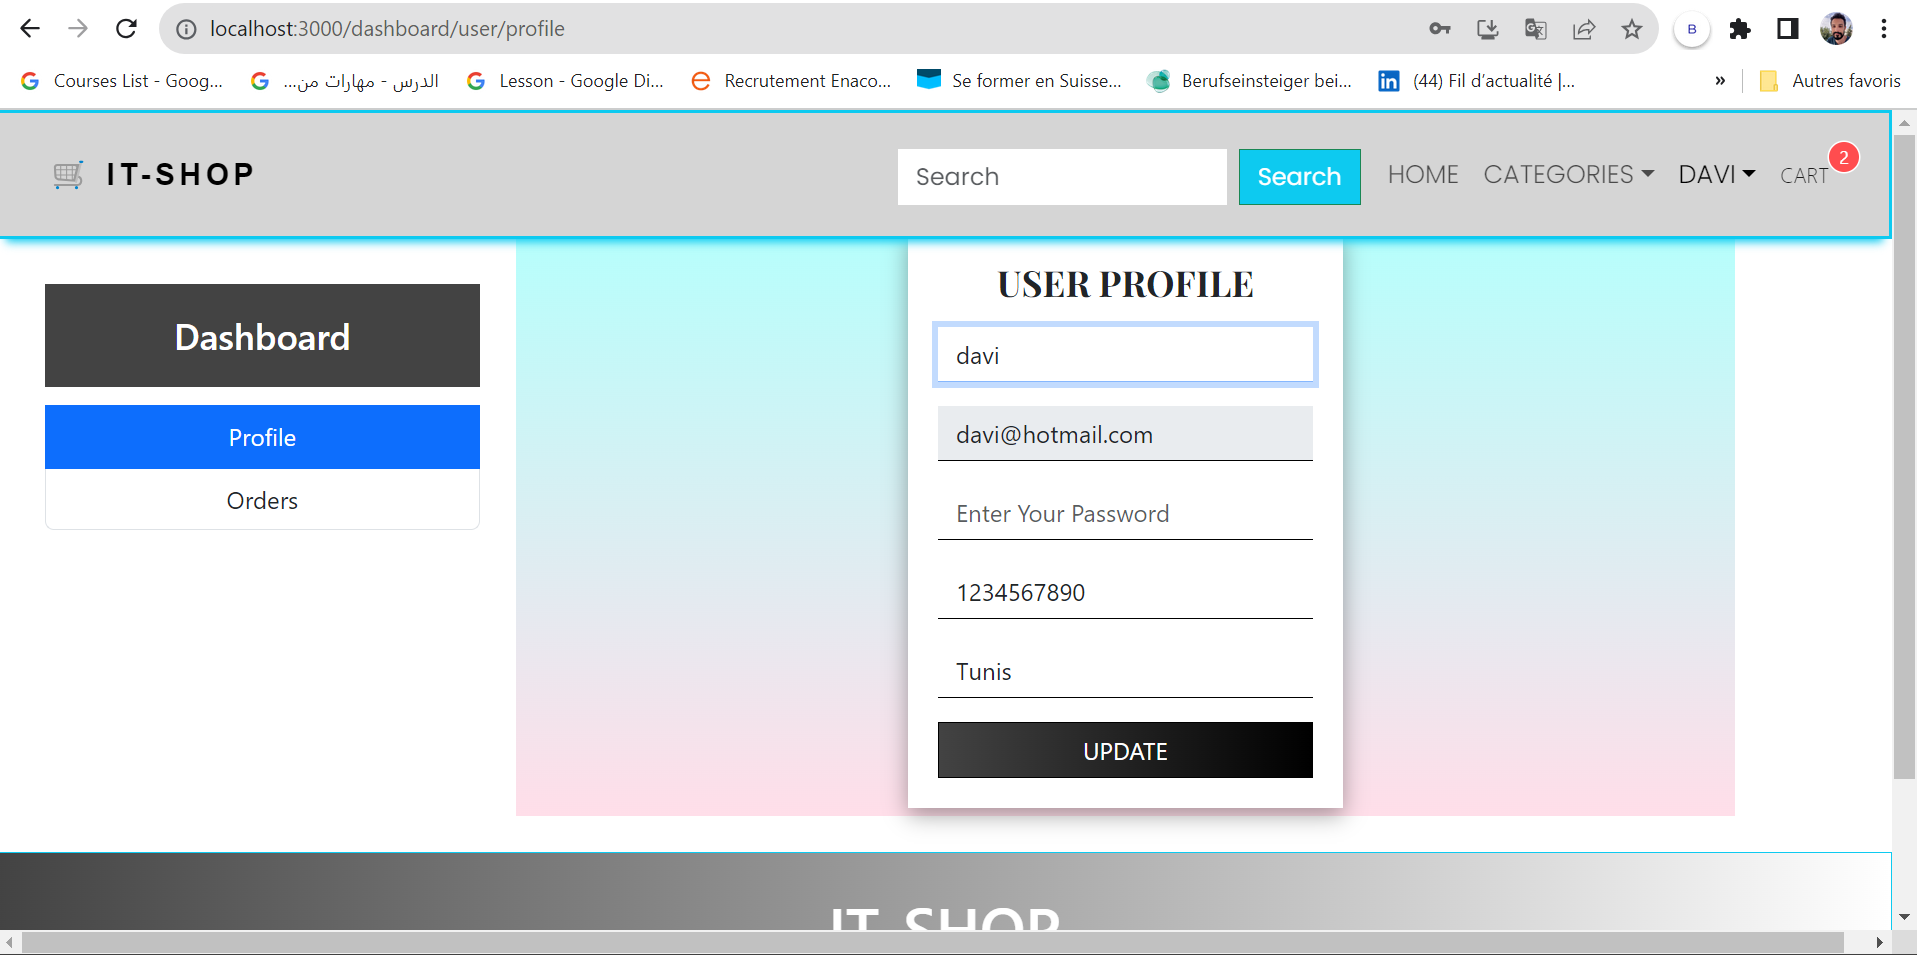 localhost:3000/dashboard/user/profile
B
Courses List - Goog...
الدرس - مهارات من...
Lesson - Google Di...
Recrutement Enaco...
Se former en Suisse...
Berufseinsteiger bei...
(44) Fil d’actualité |...
»
Autres favoris
IT-SHOP
Search
Search
HOME
CATEGORIES
DAVI
CART
2
Dashboard
Profile
Orders
USER PROFILE
davi
davi@hotmail.com
Enter Your Password
1234567890
Tunis
UPDATE
IT-SHOP